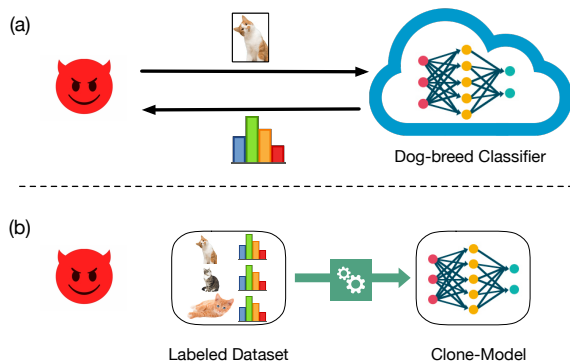 (a)
Dog-breed Classifier
(b)
Labeled Dataset
Clone-Model